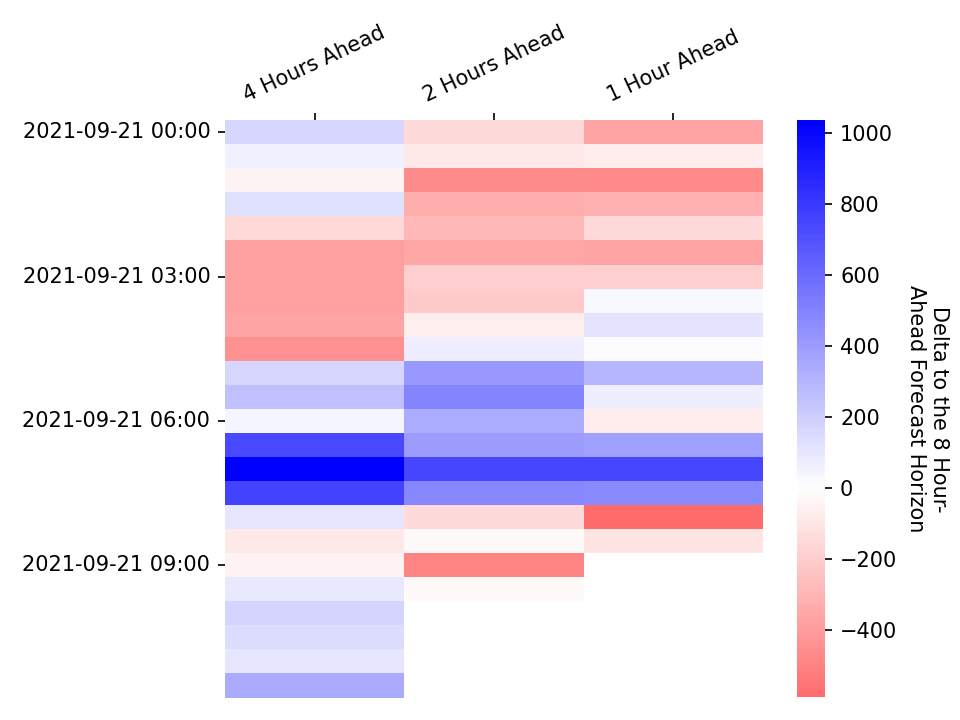 4 Hours Ahead
2 Hours Ahead
1 Hour Ahead
2021-09-21 00:00
2021-09-21 03:00
2021-09-21 06:00
2021-09-21 09:00
1000
800
600
400
200
0
−200
−400
Delta to the 8 Hour-
Ahead Forecast Horizon